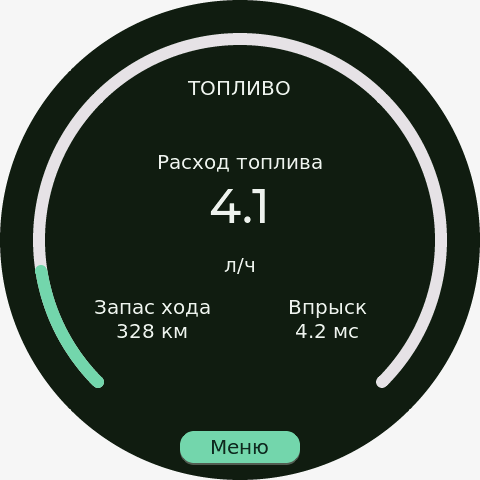 ТОПЛИВО
Расход топлива
4.1
л/ч
Запас хода
328 км
Впрыск
4.2 мс
Меню